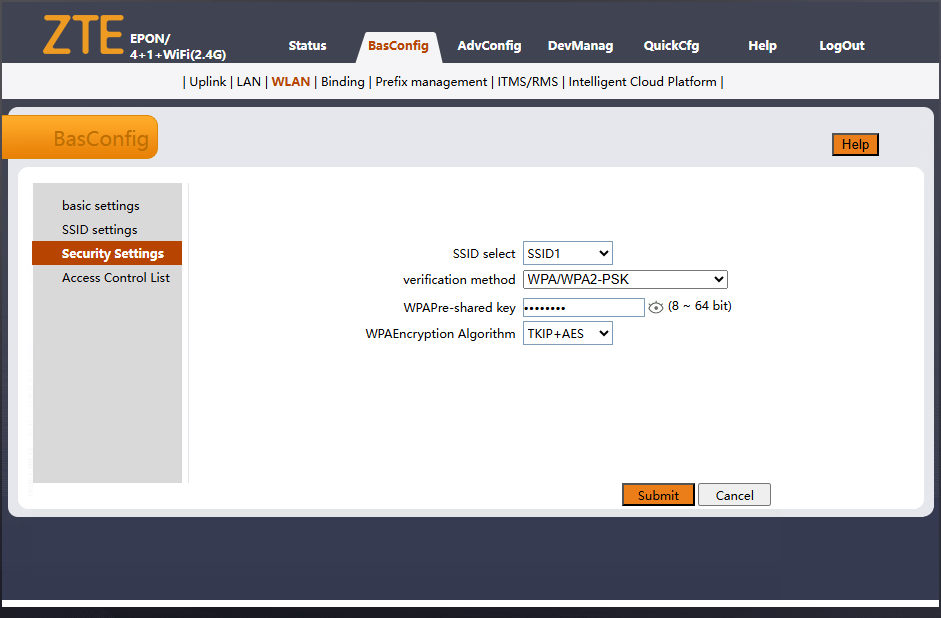 ZTE EPON/
4+1+WiFi(2.4G)
Status BasConfig AdvConfig DevManag QuickCfg Help LogOut
| Uplink | LAN | WLAN | Binding | Prefix management | ITMS/RMS | Intelligent Cloud Platform |
BasConfig
Help
basic settings
SSID settings
Security Settings
Access Control List
SSID select SSID1
verification method WPA/WPA2-PSK
WPAPre-shared key •••••••• (8 ~ 64 bit)
WPAEncryption Algorithm TKIP+AES
Submit Cancel